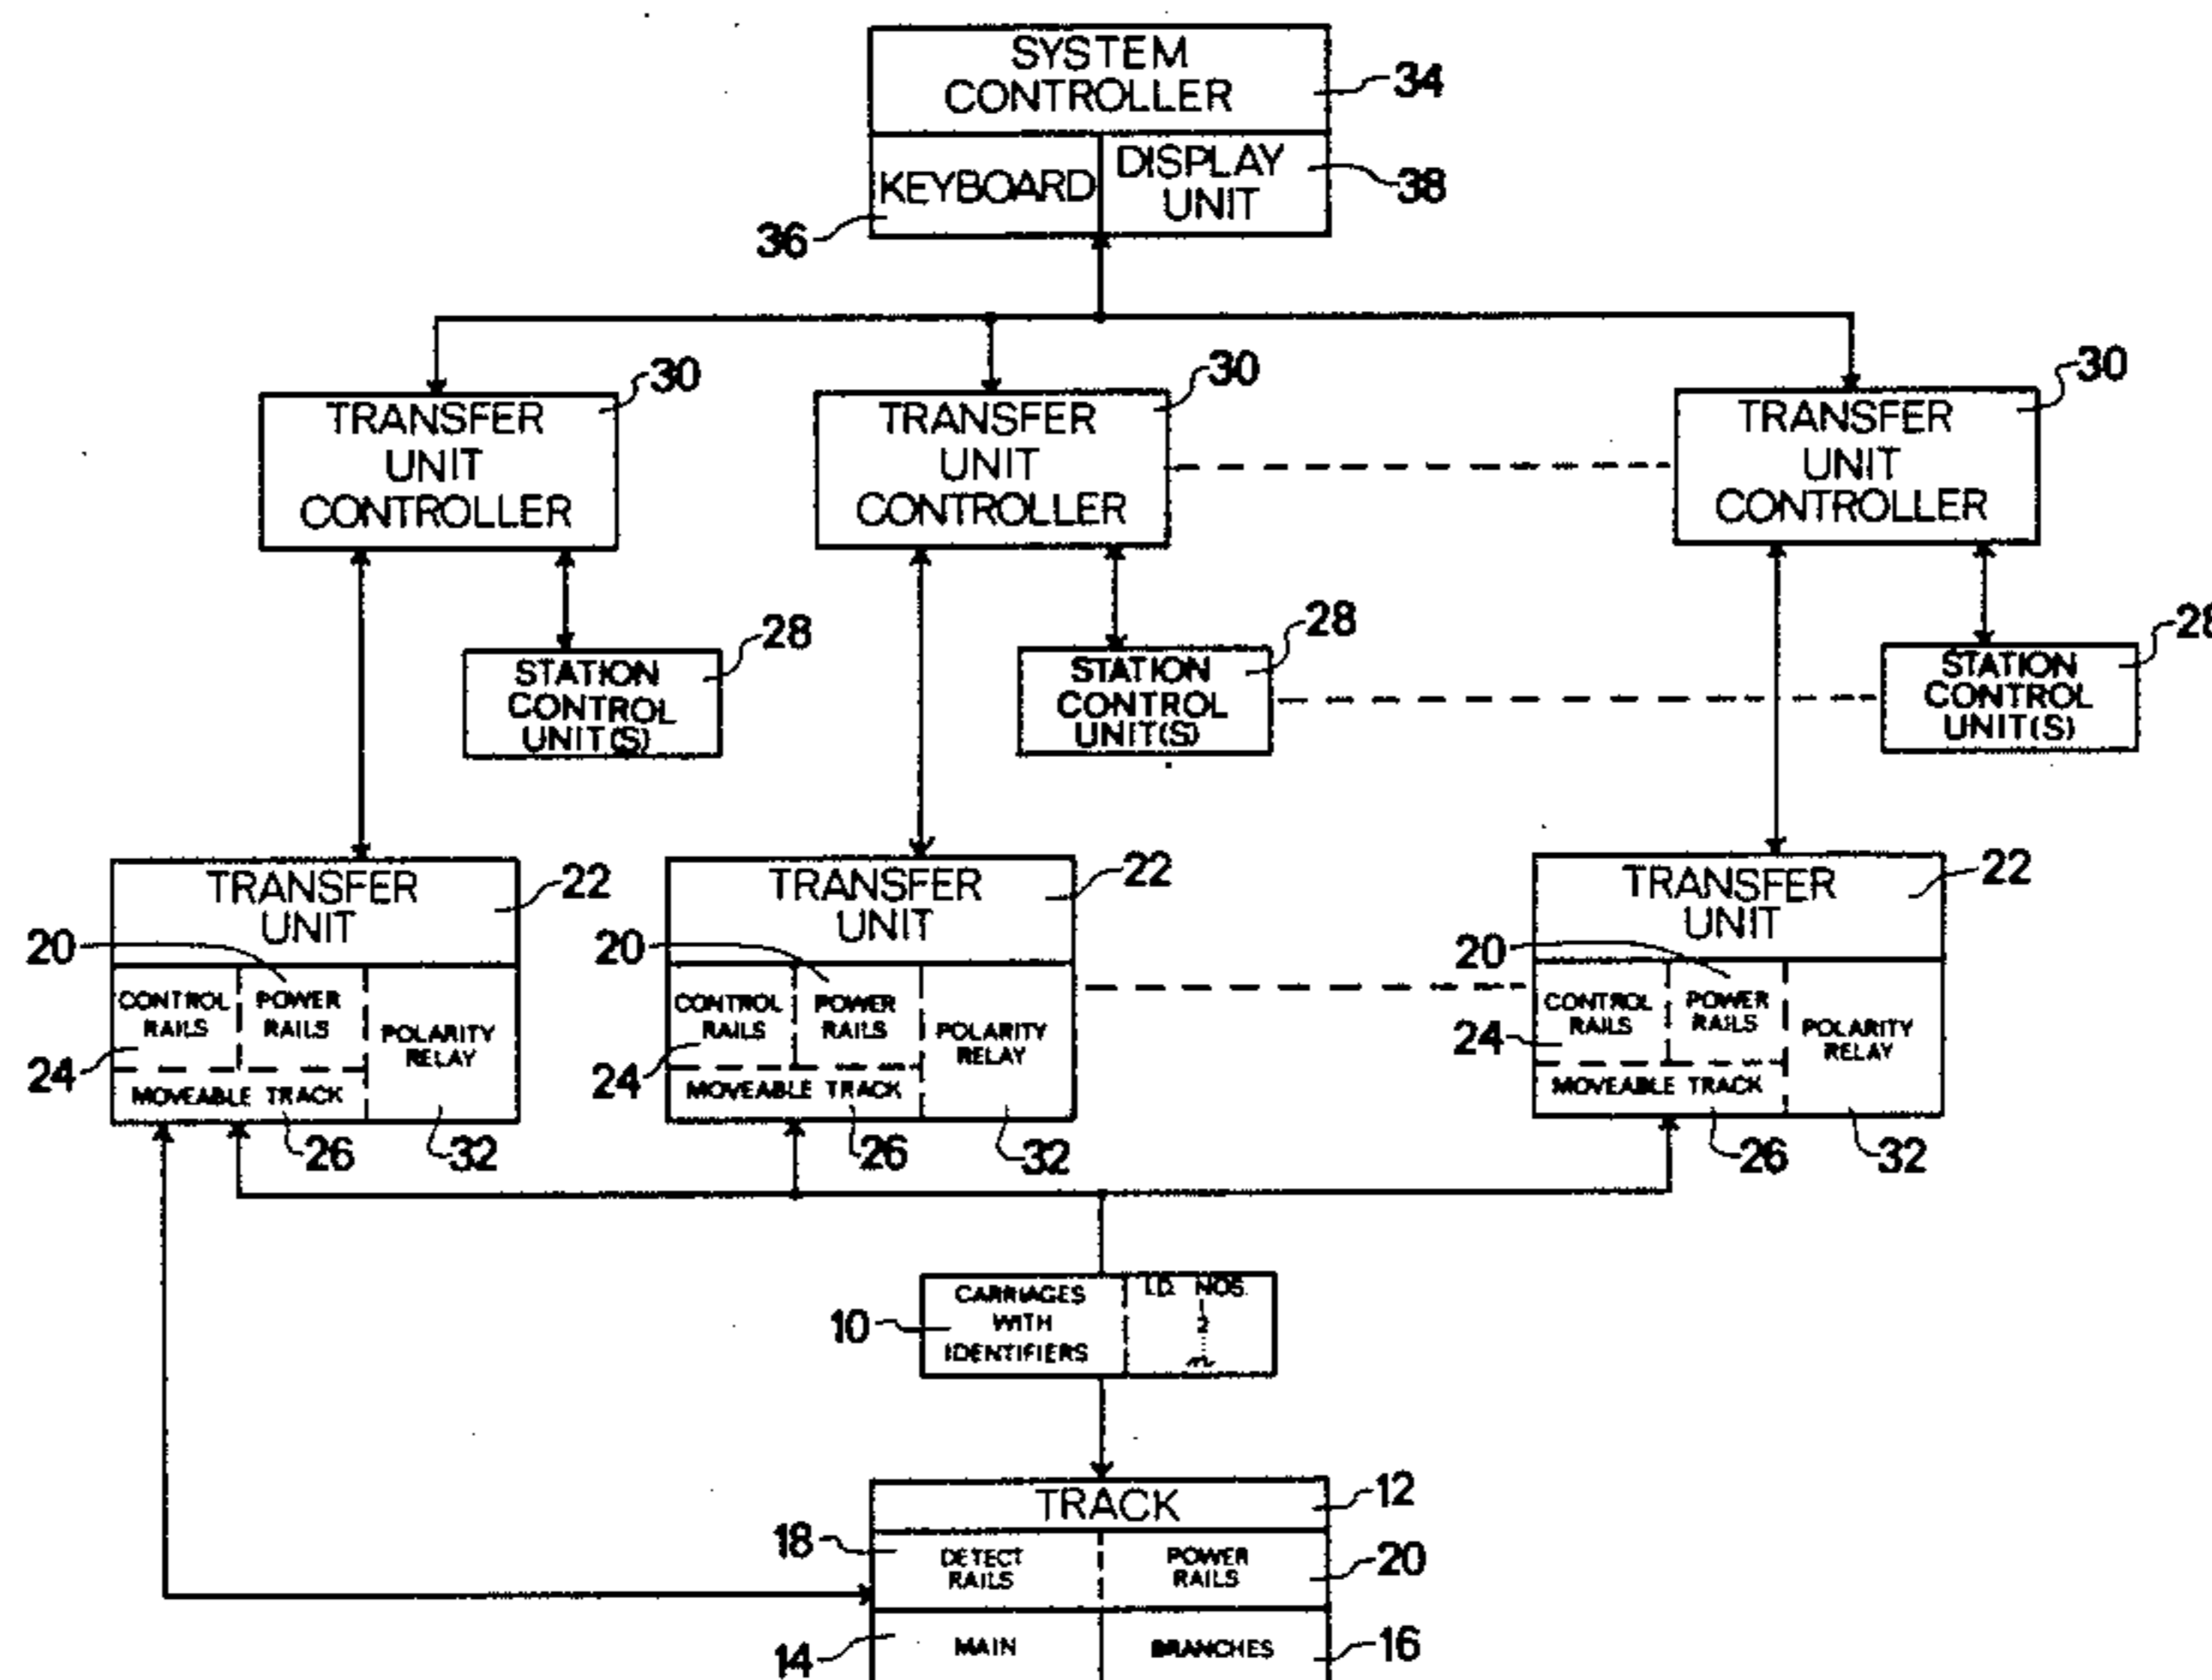 SYSTEM
CONTROLLER
34
KEYBOARD
DISPLAY
UNIT
38
36
30
30
30
TRANSFER
UNIT
CONTROLLER
TRANSFER
UNIT
CONTROLLER
TRANSFER
UNIT
CONTROLLER
28
28
28
STATION
CONTROL
UNIT(S)
STATION
CONTROL
UNIT(S)
STATION
CONTROL
UNIT(S)
TRANSFER
UNIT
22
TRANSFER
UNIT
22
TRANSFER
UNIT
22
20
20
20
CONTROL
RAILS
POWER
RAILS
POLARITY
RELAY
24
MOVEABLE TRACK
26
32
CONTROL
RAILS
POWER
RAILS
POLARITY
RELAY
24
MOVEABLE TRACK
26
32
CONTROL
RAILS
POWER
RAILS
POLARITY
RELAY
24
MOVEABLE TRACK
26
32
10
CARRIAGES
WITH
IDENTIFIERS
I.D. NOS.
1
2
n
TRACK
12
18
DETECT
RAILS
POWER
RAILS
20
14
MAIN
BRANCHES
16